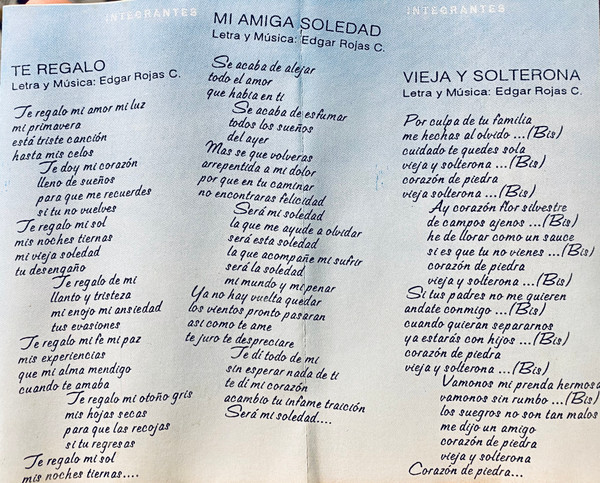 INTEGRANTES
TE REGALO
Letra y Música: Edgar Rojas C.
Te regalo mi amor mi luz
mi primavera
está triste canción
hasta mis celos
Te doy mi corazón
lleno de sueños
para que me recuerdes
si tu no vuelves
Te regalo mi sol
mis noches tiernas
mi vieja soledad
tu desengaño
Te regalo de mi
llanto y tristeza
mi enojo mi ansiedad
tus evasiones
Te regalo mi fe mi paz
mis experiencias
que mi alma mendigo
cuando te amaba
Te regalo mi otoño gris
mis hojas secas
para que las recojas
si tu regresas
Te regalo mi sol
mis noches tiernas....
MI AMIGA SOLEDAD
Letra y Música: Edgar Rojas C.
Se acaba de alejar
todo el amor
que habia en ti
Se acaba de esfumar
todos los sueños
del ayer
Mas se que volveras
arrepentida a mi dolor
por que en tu caminar
no encontraras felicidad
Será mi soledad
la que me ayude a olvidar
será esta soledad
la que acompañe mi sufrir
será la soledad
mi mundo y mi penar
Ya no hay vuelta quedar
los vientos pronto pasaran
asi como te ame
te juro te despreciare
Te di todo de mi
sin esperar nada de ti
te di mi corazón
acambio tu infame traición
Será mi soledad....
INTEGRANTES
VIEJA Y SOLTERONA
Letra y Música: Edgar Rojas C.
Por culpa de tu familia
me hechas al olvido ...(Bis)
cuidado te quedes sola
vieja y solterona ...(Bis)
corazón de piedra
vieja solterona ...(Bis)
Ay corazón flor silvestre
de campos ajenos ...(Bis)
he de llorar como un sauce
si es que tu no vienes ...(Bis)
corazón de piedra
vieja y solterona ...(Bis)
Si tus padres no me quieren
andate conmigo ...(Bis)
cuando quieran separarnos
ya estarás con hijos ...(Bis)
corazón de piedra
vieja y solterona ...(Bis)
Vamonos mi prenda hermosa
vamonos sin rumbo ...(Bis)
los suegros no son tan malos
me dijo un amigo
corazón de piedra
vieja y solterona
Corazón de piedra...